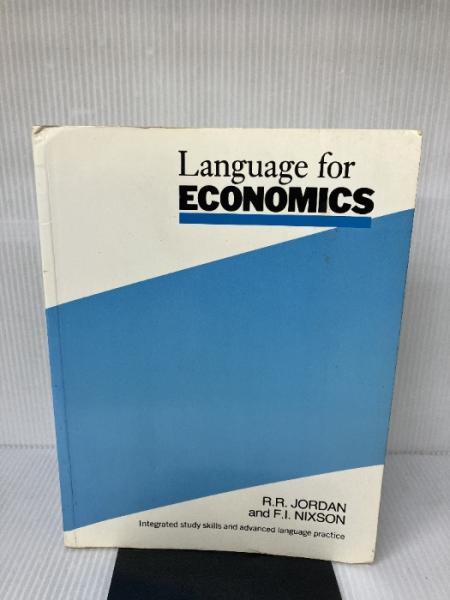 Language for
ECONOMICS
R.R. JORDAN
and F.I. NIXSON
Integrated study skills and advanced language practice